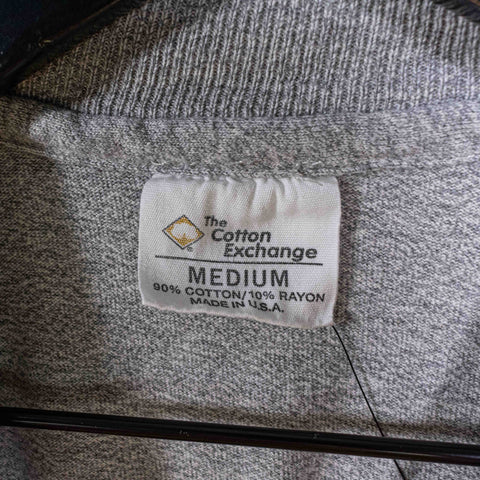 The
Cotton
Exchange
MEDIUM
90% COTTON/10% RAYON
MADE IN U.S.A.